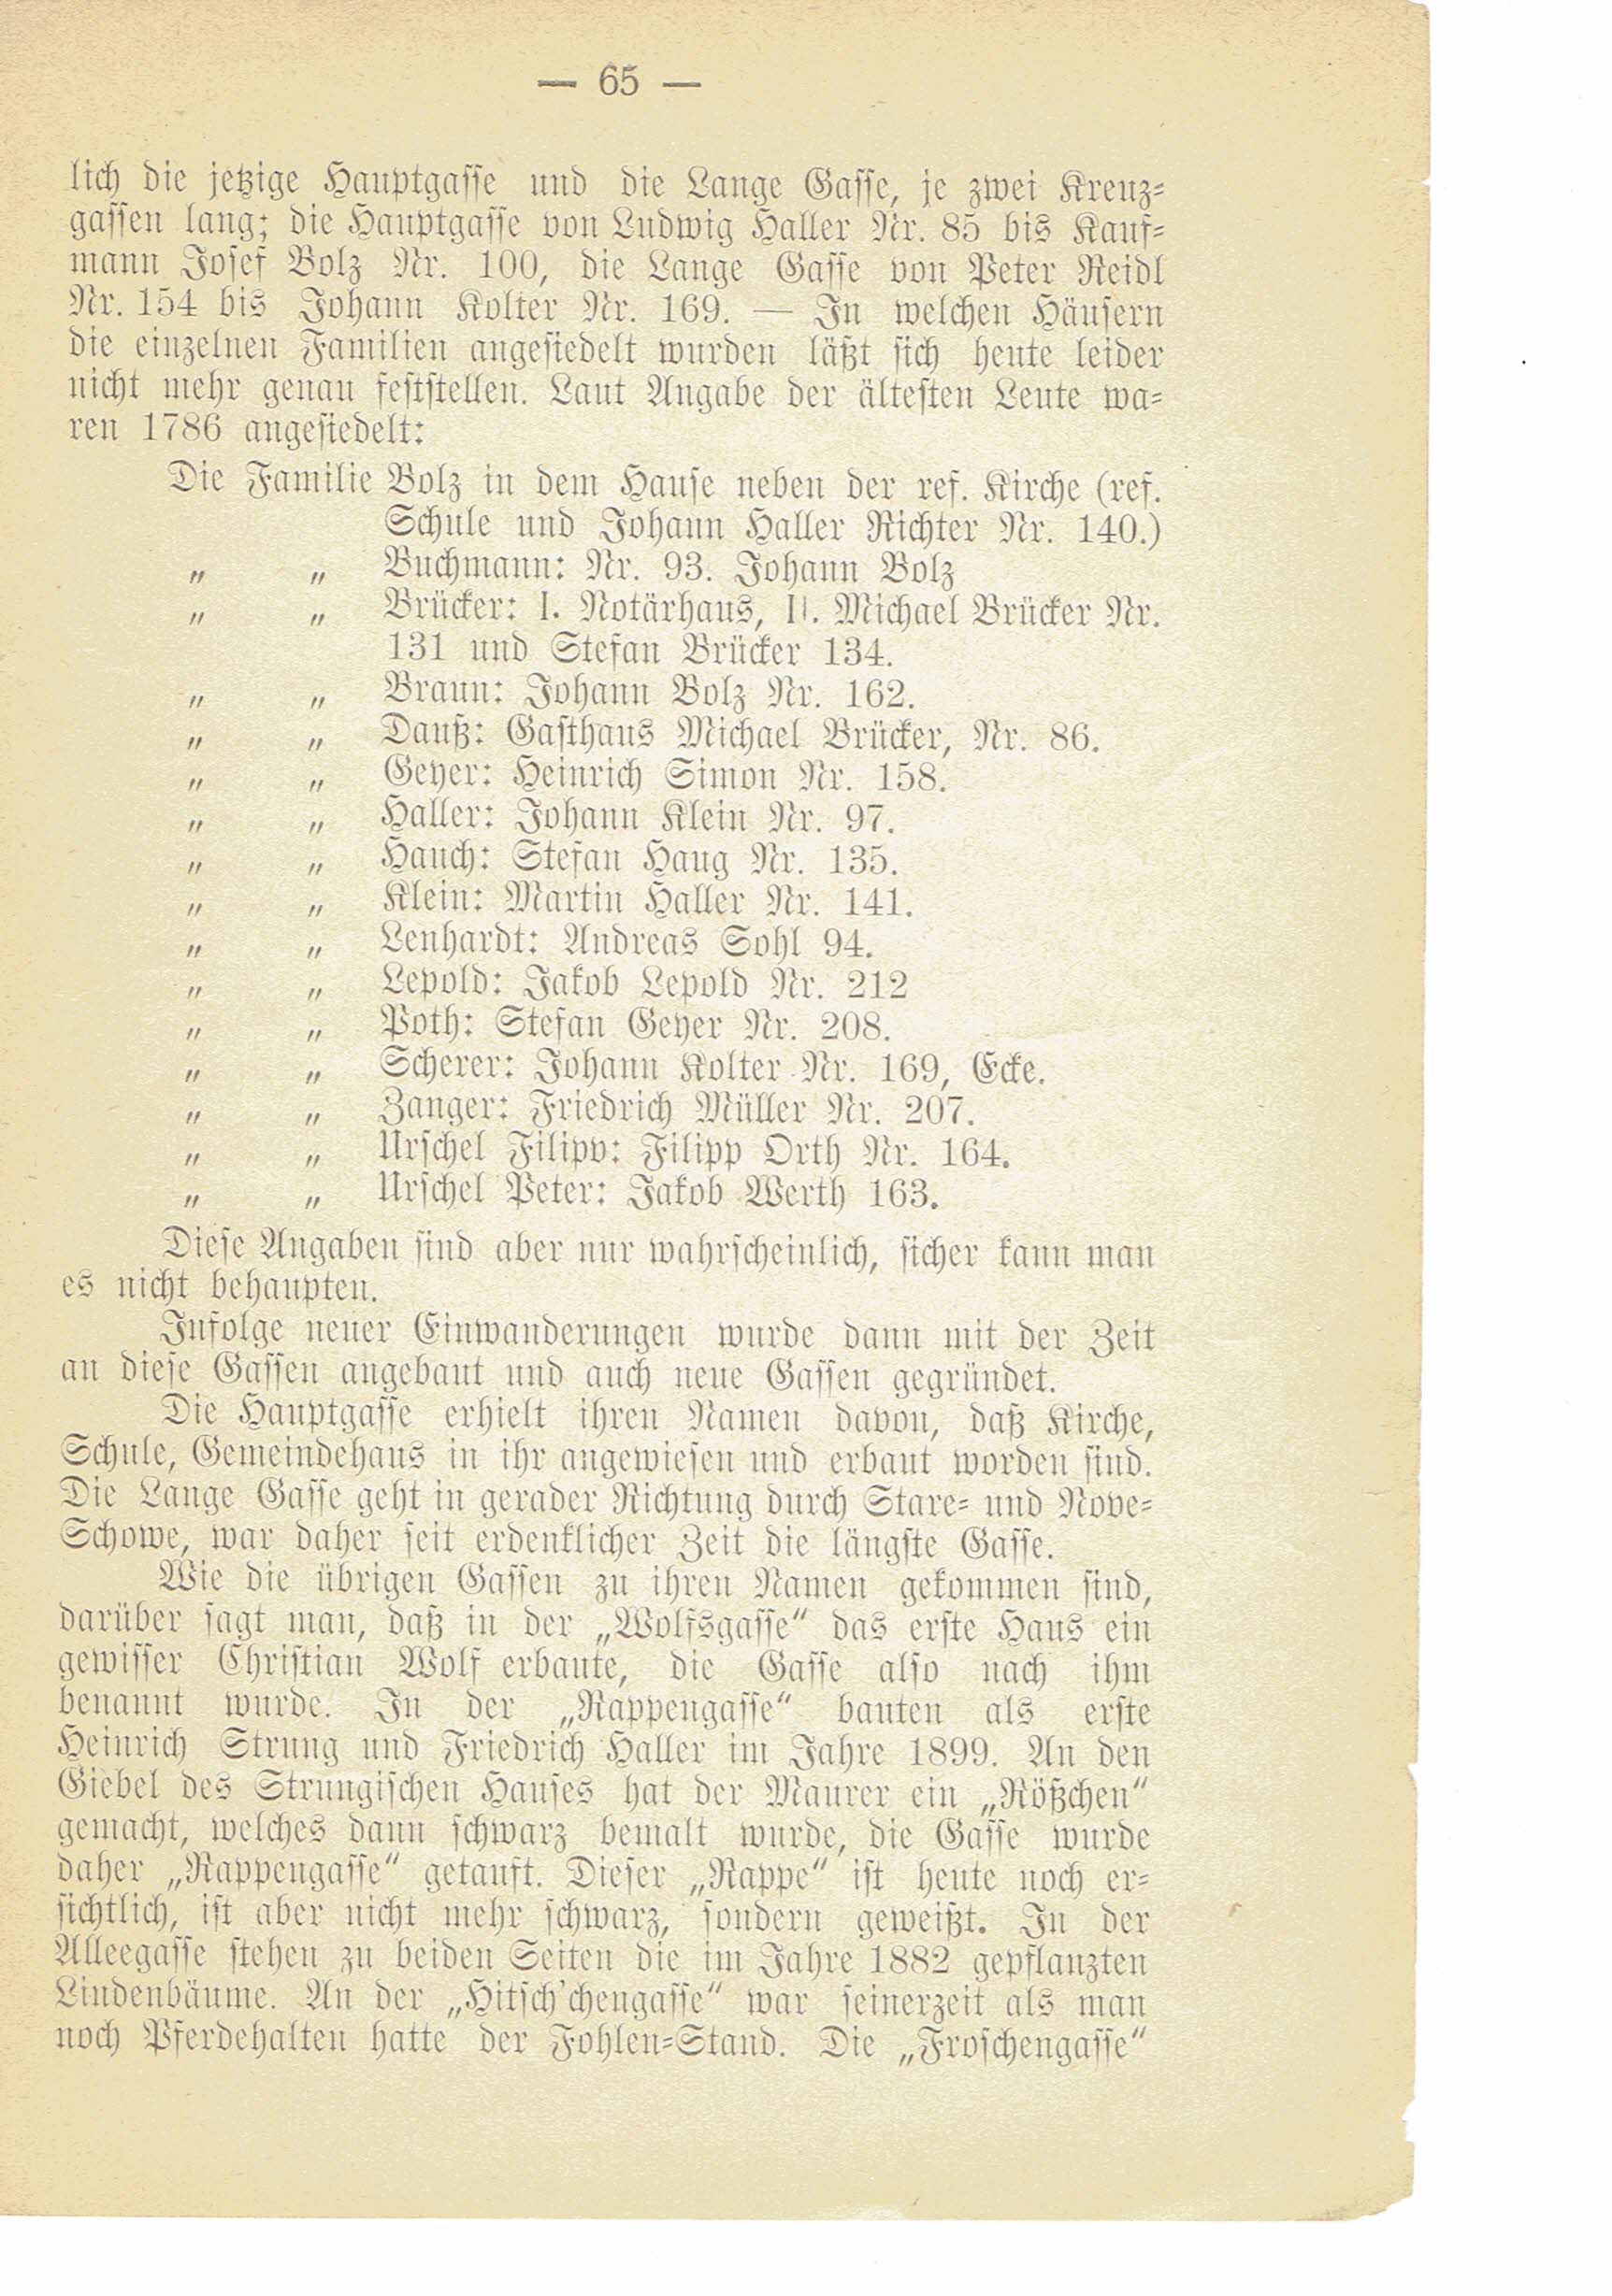 — 65 —
lich die jetzige Hauptgasse und die Lange Gasse, je zwei Kreuz-
gassen lang; die Hauptgasse von Ludwig Haller Nr. 85 bis Kauf-
mann Josef Bolz Nr. 100, die Lange Gasse von Peter Reidl
Nr. 154 bis Johann Kolter Nr. 169. — In welchen Häusern
die einzelnen Familien angesiedelt wurden läßt sich heute leider
nicht mehr genau feststellen. Laut Angabe der ältesten Leute wa-
ren 1786 angesiedelt:
Die Familie Bolz in dem Hause neben der ref. Kirche (ref.
Schule und Johann Haller Richter Nr. 140.)
„ „ Buchmann: Nr. 93. Johann Bolz
„ „ Brücker: I. Notärhaus, II. Michael Brücker Nr.
131 und Stefan Brücker 134.
„ „ Braun: Johann Bolz Nr. 162.
„ „ Dauß: Gasthaus Michael Brücker, Nr. 86.
„ „ Geyer: Heinrich Simon Nr. 158.
„ „ Haller: Johann Klein Nr. 97.
„ „ Hauch: Stefan Haug Nr. 135.
„ „ Klein: Martin Haller Nr. 141.
„ „ Lenhardt: Andreas Sohl 94.
„ „ Lepold: Jakob Lepold Nr. 212
„ „ Poth: Stefan Geyer Nr. 208.
„ „ Scherer: Johann Kolter Nr. 169, Ecke.
„ „ Zanger: Friedrich Müller Nr. 207.
„ „ Urschel Filipp: Filipp Orth Nr. 164.
„ „ Urschel Peter: Jakob Werth 163.
Diese Angaben sind aber nur wahrscheinlich, sicher kann man
es nicht behaupten.
Infolge neuer Einwanderungen wurde dann mit der Zeit
an diese Gassen angebaut und auch neue Gassen gegründet.
Die Hauptgasse erhielt ihren Namen davon, daß Kirche,
Schule, Gemeindehaus in ihr angewiesen und erbaut worden sind.
Die Lange Gasse geht in gerader Richtung durch Stare- und Nove-
Schowe, war daher seit erdenklicher Zeit die längste Gasse.
Wie die übrigen Gassen zu ihren Namen gekommen sind,
darüber sagt man, daß in der „Wolfsgasse“ das erste Haus ein
gewisser Christian Wolf erbaute, die Gasse also nach ihm
benannt wurde. In der „Rappengasse“ bauten als erste
Heinrich Strung und Friedrich Haller im Jahre 1899. An den
Giebel des Strungischen Hauses hat der Maurer ein „Rößchen“
gemacht, welches dann schwarz bemalt wurde, die Gasse wurde
daher „Rappengasse“ getauft. Dieser „Rappe“ ist heute noch er-
sichtlich, ist aber nicht mehr schwarz, sondern geweißt. In der
Alleegasse stehen zu beiden Seiten die im Jahre 1882 gepflanzten
Lindenbäume. An der „Hitsch'chengasse“ war seinerzeit als man
noch Pferdehalten hatte der Fohlen-Stand. Die „Froschengasse“